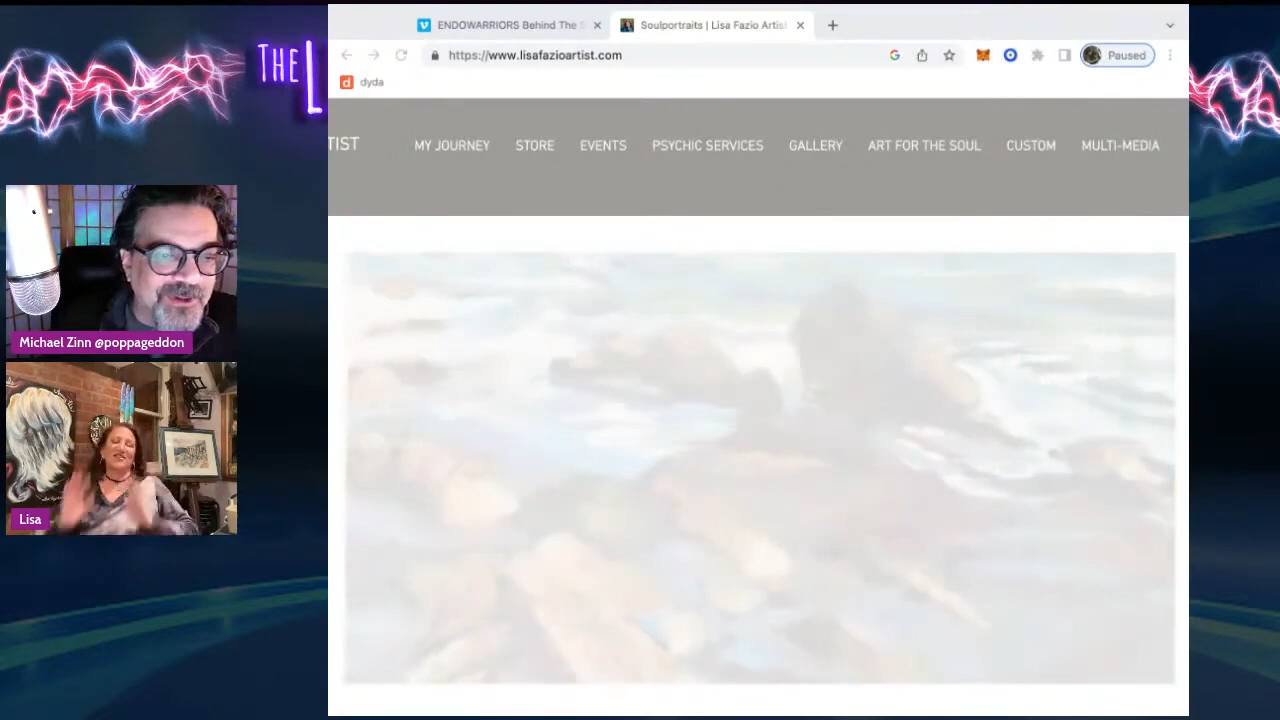 THE L
ENDOWARRIORS Behind The S
Soulportraits | Lisa Fazio Artist
https://www.lisafazioartist.com
Paused
dyda
TIST
MY JOURNEY
STORE
EVENTS
PSYCHIC SERVICES
GALLERY
ART FOR THE SOUL
CUSTOM
MULTI-MEDIA
Michael Zinn @poppageddon
Lisa